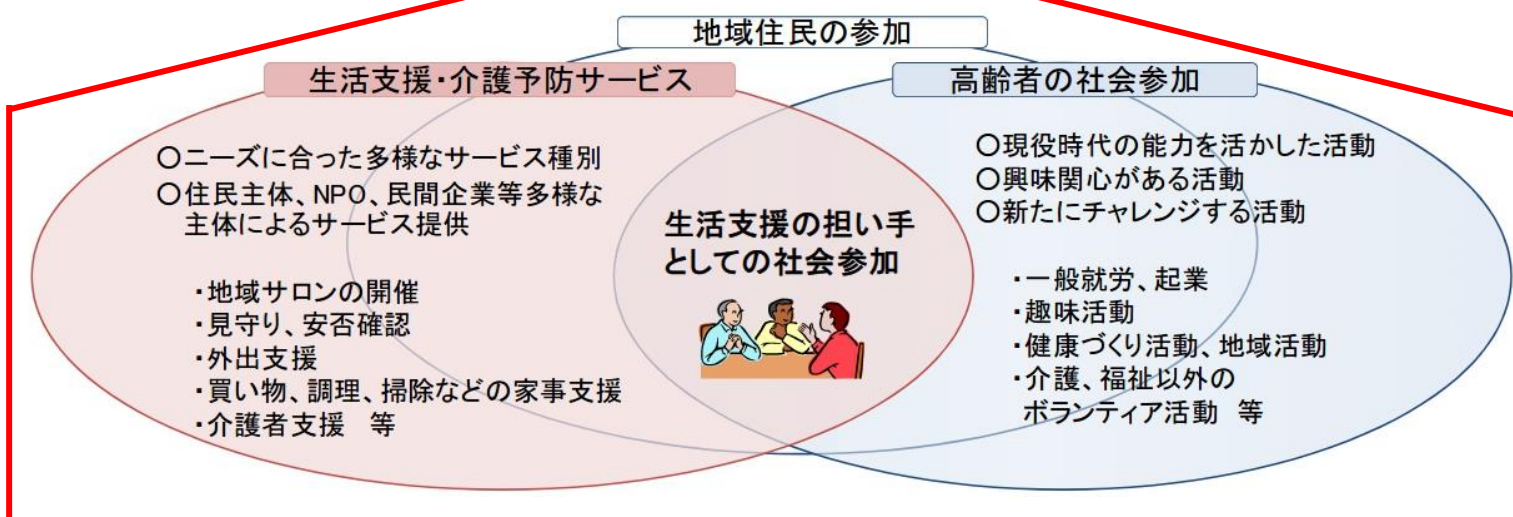 地域住民の参加
生活支援・介護予防サービス
〇ニーズに合った多様なサービス種別
〇住民主体、NPO、民間企業等多様な
主体によるサービス提供
・地域サロンの開催
・見守り、安否確認
・外出支援
・買い物、調理、掃除などの家事支援
・介護者支援　等
生活支援の担い手
としての社会参加
高齢者の社会参加
〇現役時代の能力を活かした活動
〇興味関心がある活動
〇新たにチャレンジする活動
・一般就労、起業
・趣味活動
・健康づくり活動、地域活動
・介護、福祉以外の
ボランティア活動　等